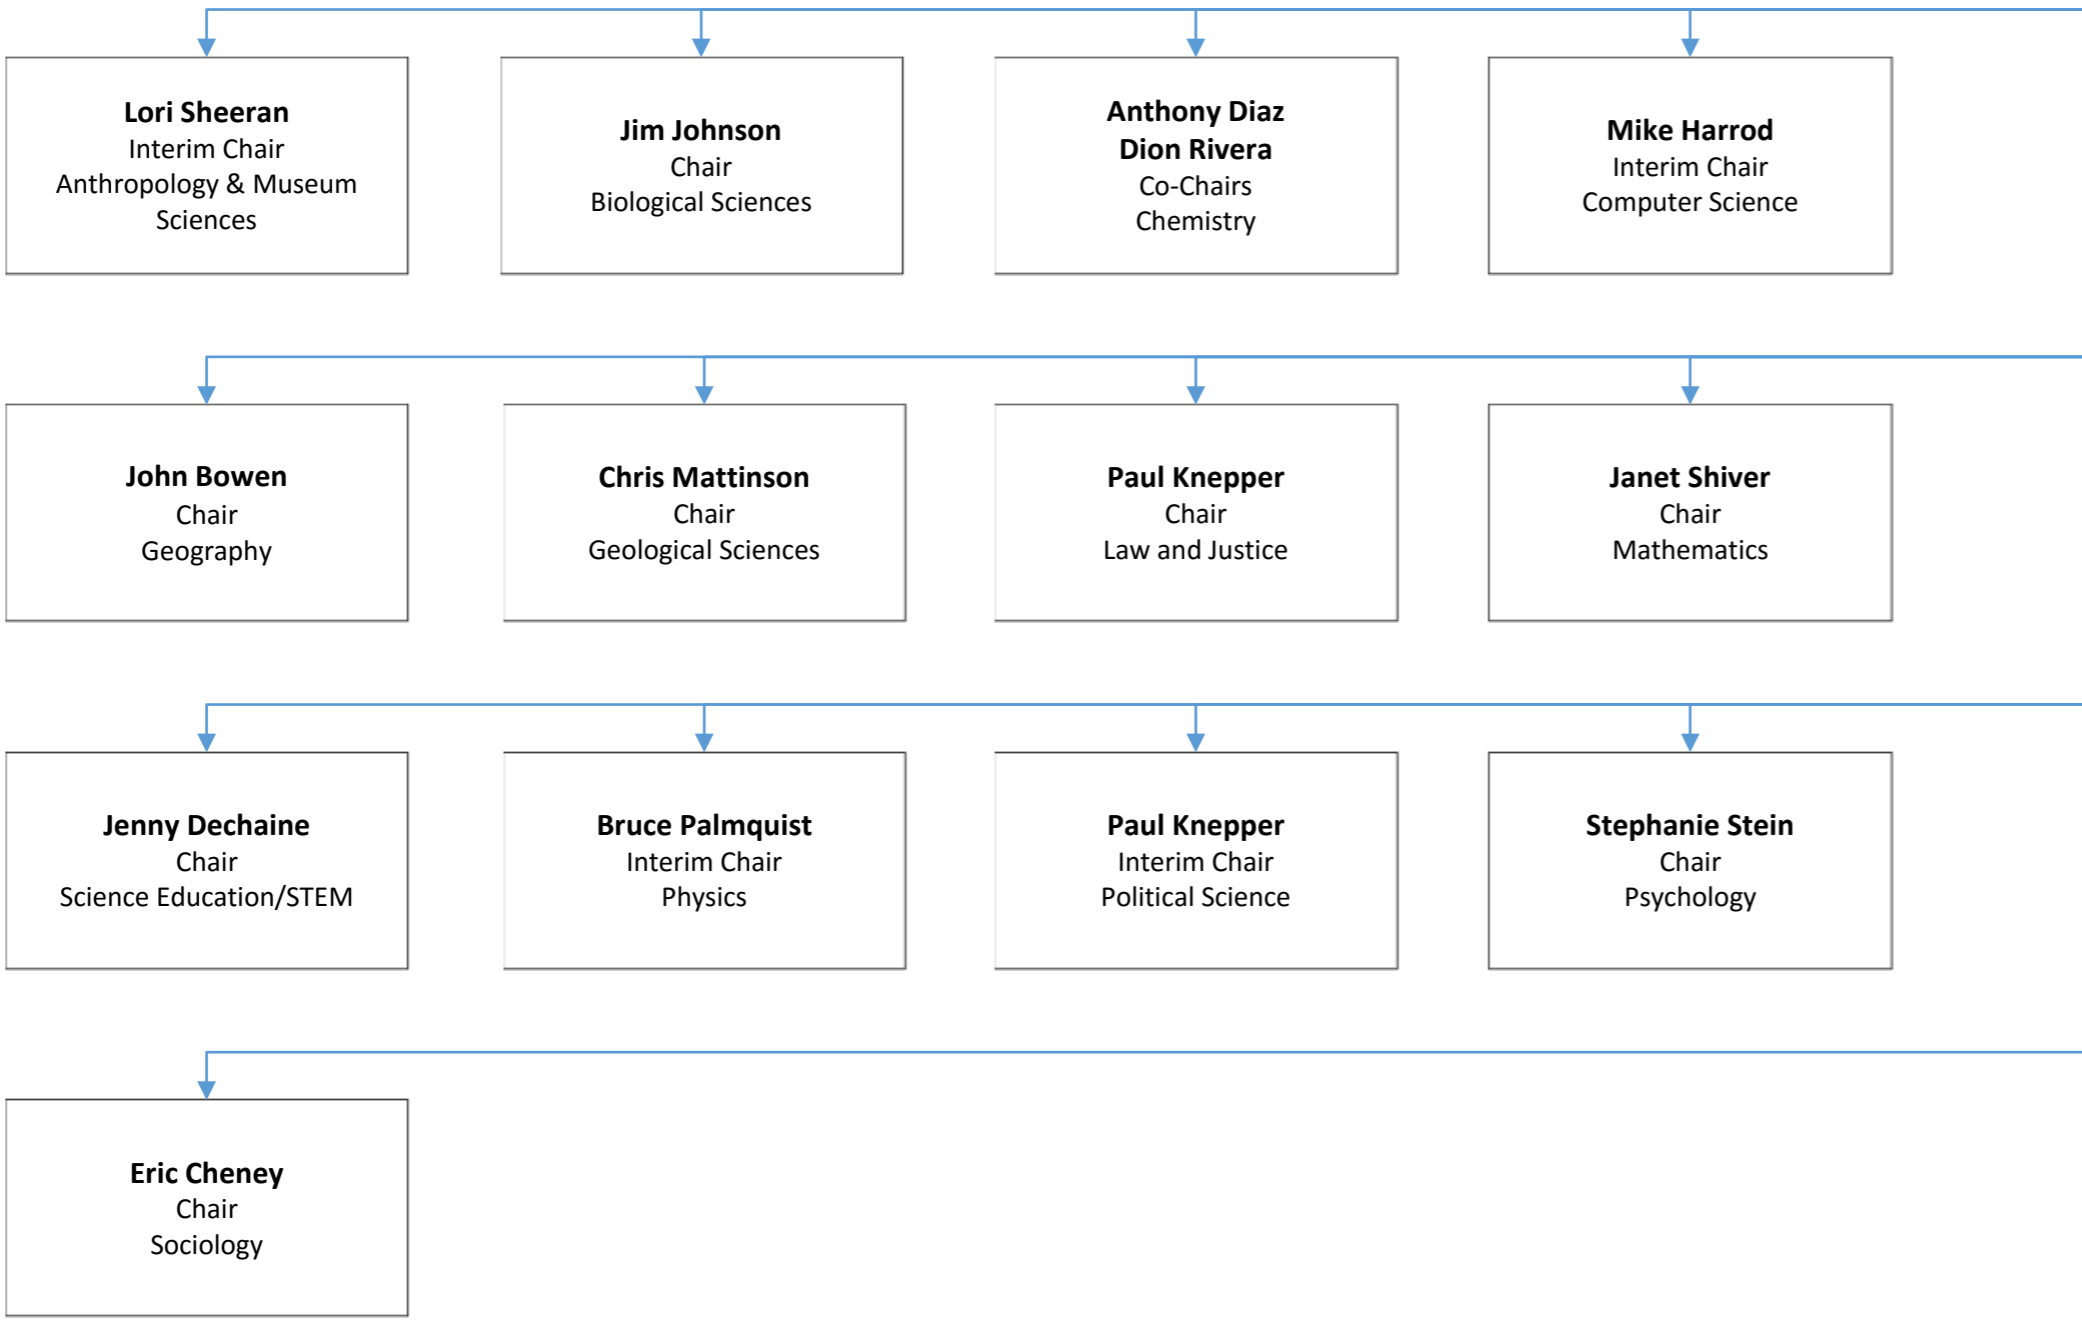 Lori Sheeran
Interim Chair
Anthropology & Museum
Sciences
Jim Johnson
Chair
Biological Sciences
Anthony Diaz
Dion Rivera
Co-Chairs
Chemistry
Mike Harrod
Interim Chair
Computer Science
John Bowen
Chair
Geography
Chris Mattinson
Chair
Geological Sciences
Paul Knepper
Chair
Law and Justice
Janet Shiver
Chair
Mathematics
Jenny Dechaine
Chair
Science Education/STEM
Bruce Palmquist
Interim Chair
Physics
Paul Knepper
Interim Chair
Political Science
Stephanie Stein
Chair
Psychology
Eric Cheney
Chair
Sociology